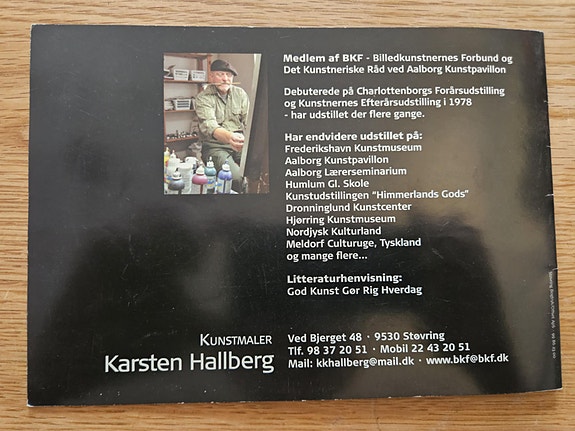 Medlem af BKF - Billedkunstnernes Forbund og
Det Kunstneriske Råd ved Aalborg Kunstpavillon
Debuterede på Charlottenborgs Forårsudstilling
og Kunstnernes Efterårsudstilling i 1978
- har udstillet der flere gange.
Har endvidere udstillet på:
Frederikshavn Kunstmuseum
Aalborg Kunstpavillon
Aalborg Lærerseminarium
Humlum Gl. Skole
Kunstudstillingen "Himmerlands Gods"
Dronninglund Kunstcenter
Hjørring Kunstmuseum
Nordjysk Kulturland
Meldorf Culturuge, Tyskland
og mange flere...
Litteraturhenvisning:
God Kunst Gør Rig Hverdag
KUNSTMALER
Karsten Hallberg
Ved Bjerget 48 · 9530 Støvring
Tlf. 98 37 20 51 · Mobil 22 43 20 51
Mail: kkhallberg@mail.dk · www.bkf@bkf.dk